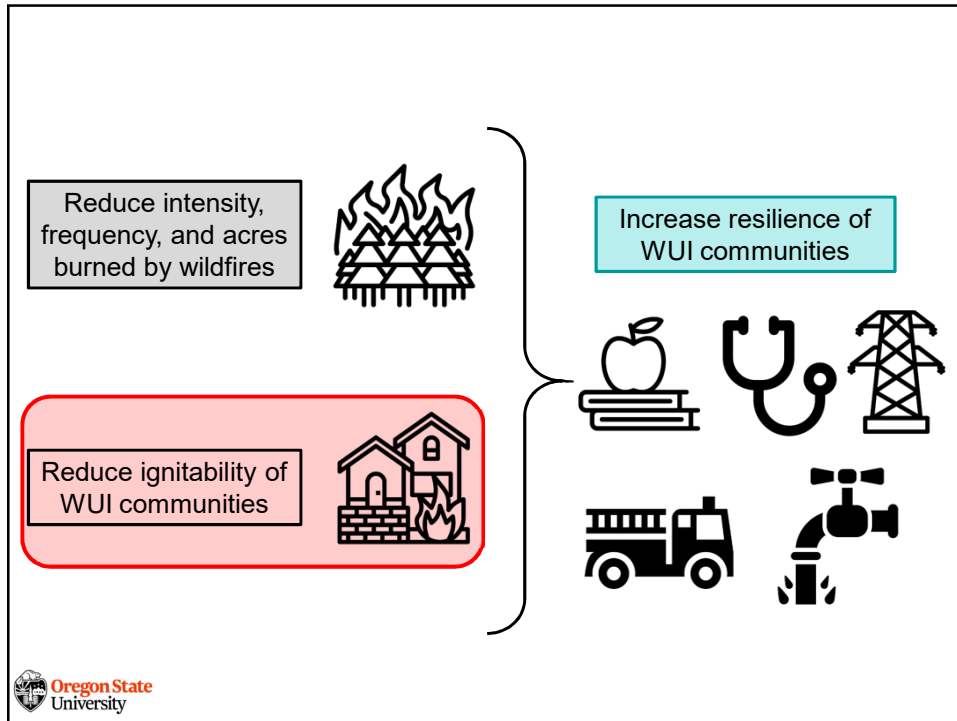 Reduce intensity,
frequency, and acres
burned by wildfires
Reduce ignitability of
WUI communities
Increase resilience of
WUI communities
Oregon State
University